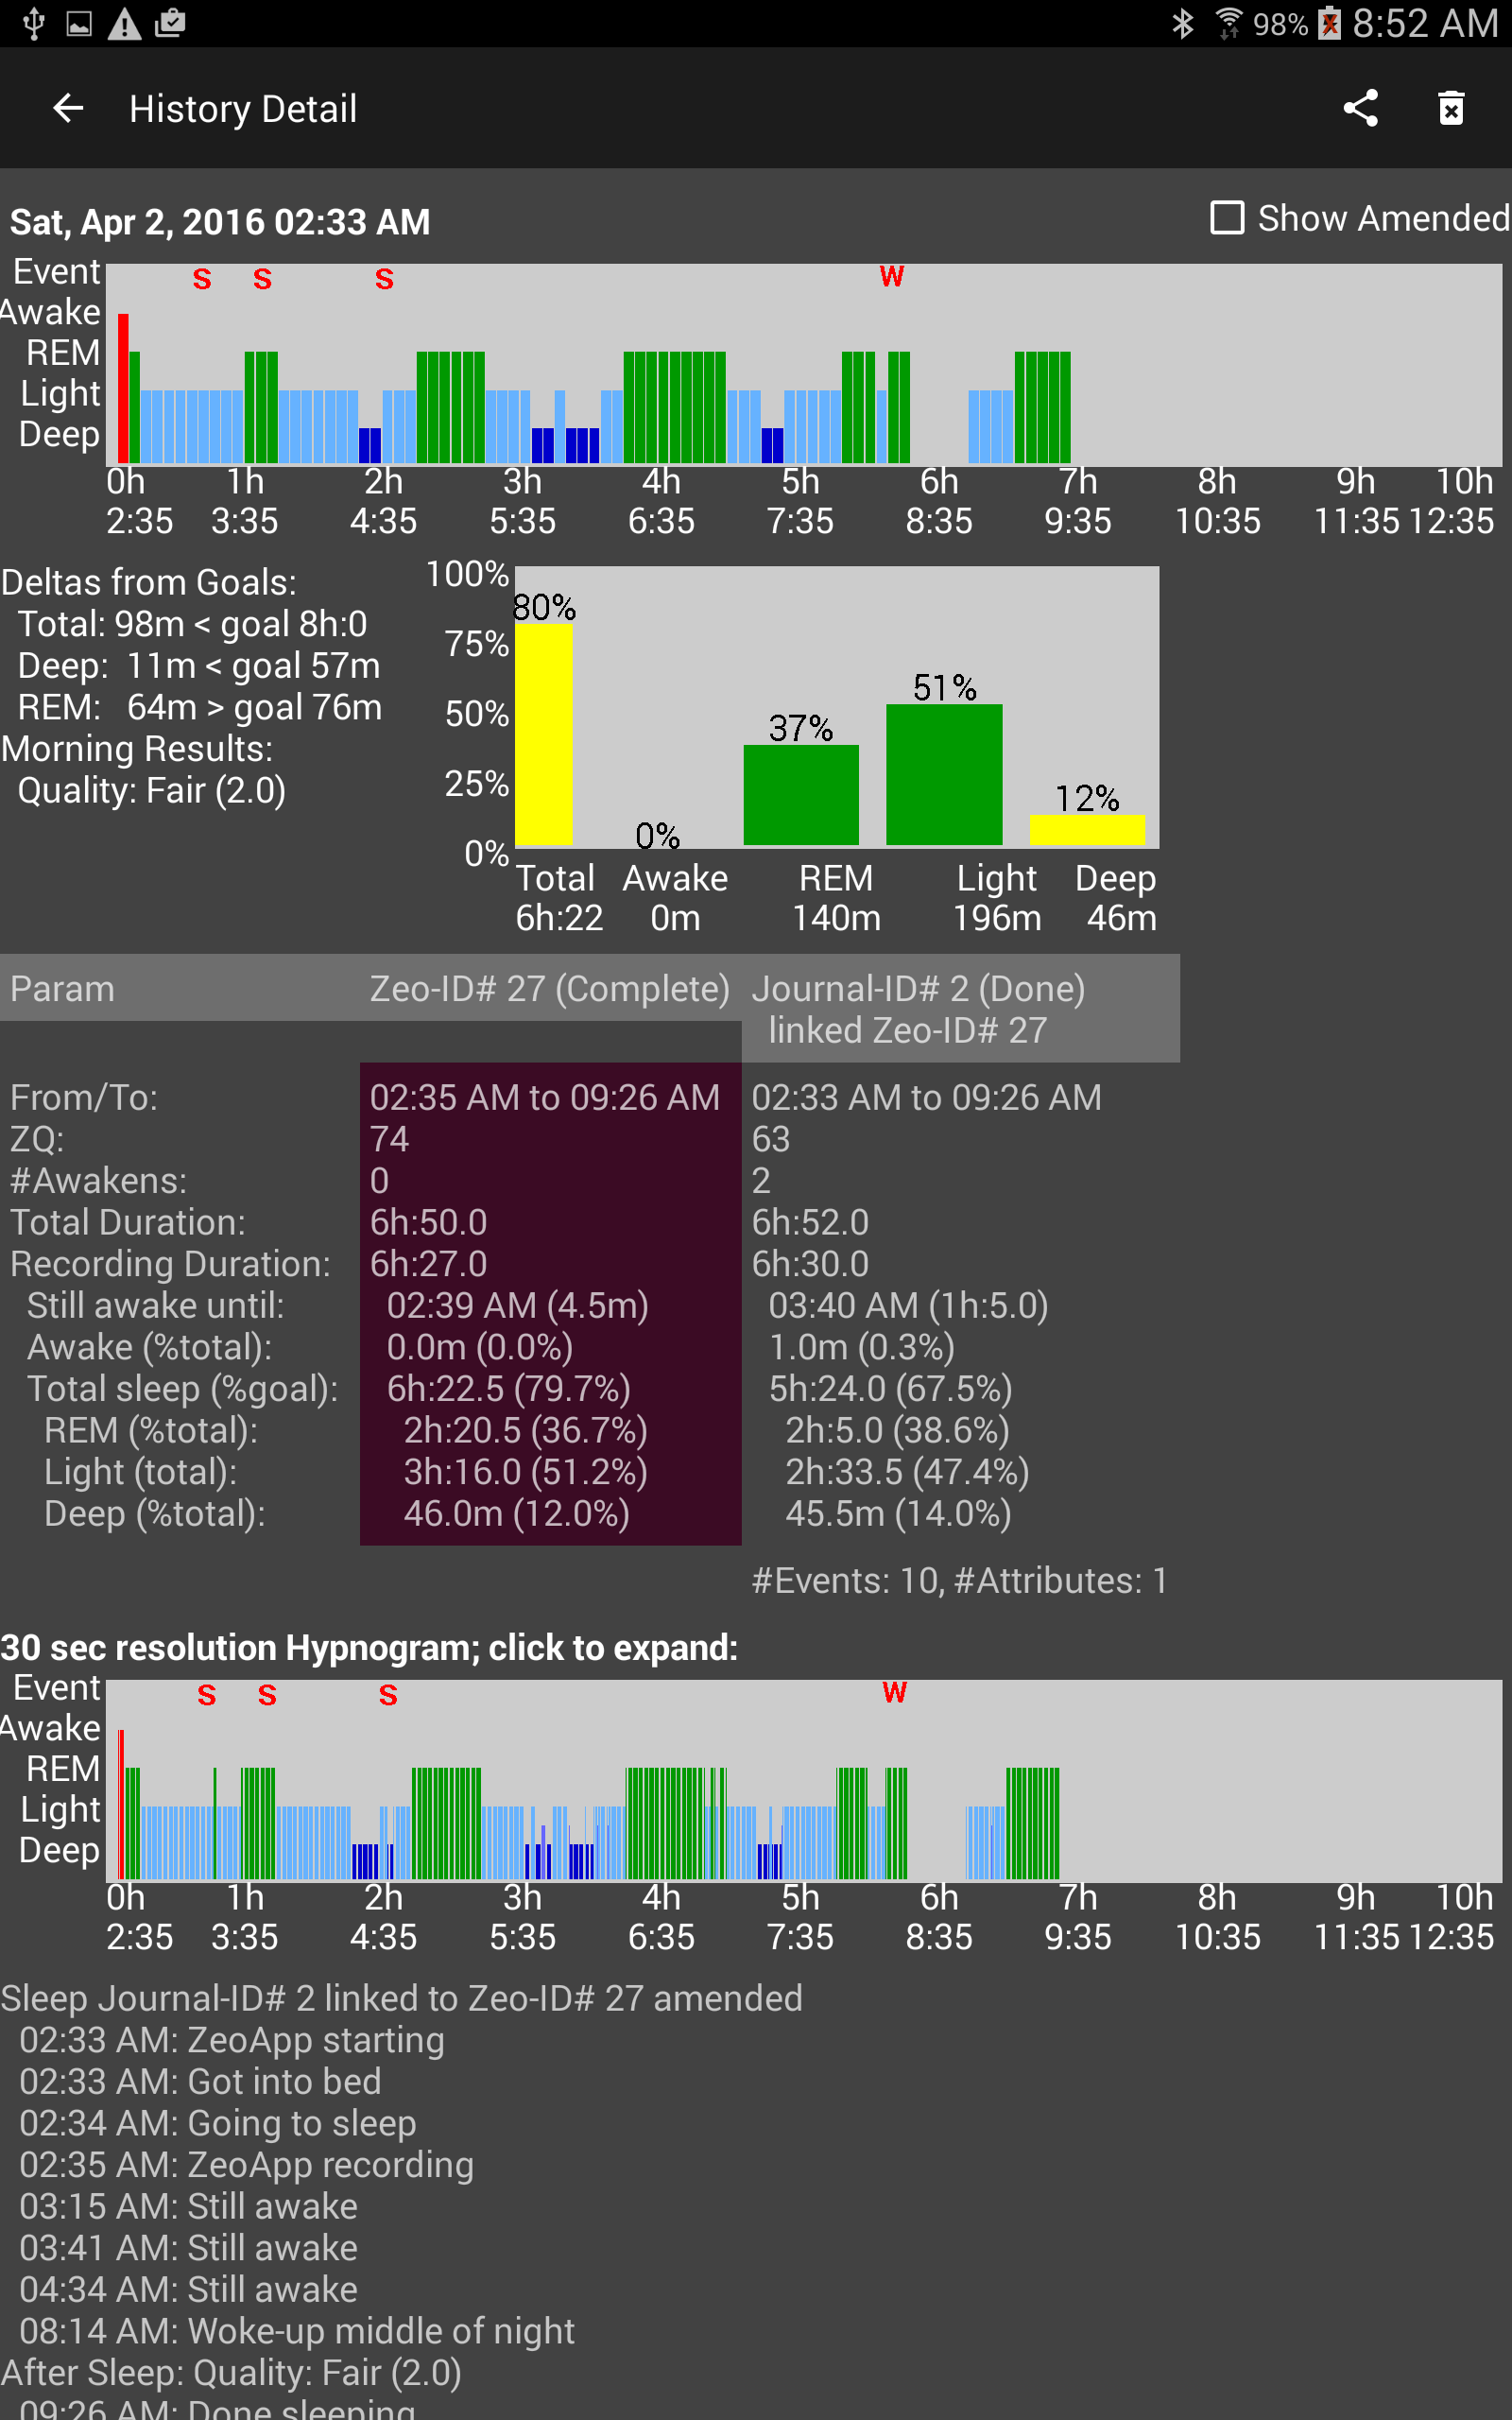 98% 8:52 AM
History Detail
Sat, Apr 2, 2016 02:33 AM
Show Amended
Event S S S W
Awake
REM
Light
Deep
0h 1h 2h 3h 4h 5h 6h 7h 8h 9h 10h
2:35 3:35 4:35 5:35 6:35 7:35 8:35 9:35 10:35 11:35 12:35
Deltas from Goals:
Total: 98m < goal 8h:0
Deep: 11m < goal 57m
REM: 64m > goal 76m
Morning Results:
Quality: Fair (2.0)
100%
75%
50%
25%
0%
80%
0%
37%
51%
12%
Total Awake REM Light Deep
6h:22 0m 140m 196m 46m
Param Zeo-ID# 27 (Complete) Journal-ID# 2 (Done)
linked Zeo-ID# 27
From/To: 02:35 AM to 09:26 AM 02:33 AM to 09:26 AM
ZQ: 74 63
#Awakens: 0 2
Total Duration: 6h:50.0 6h:52.0
Recording Duration: 6h:27.0 6h:30.0
Still awake until: 02:39 AM (4.5m) 03:40 AM (1h:5.0)
Awake (%total): 0.0m (0.0%) 1.0m (0.3%)
Total sleep (%goal): 6h:22.5 (79.7%) 5h:24.0 (67.5%)
REM (%total): 2h:20.5 (36.7%) 2h:5.0 (38.6%)
Light (total): 3h:16.0 (51.2%) 2h:33.5 (47.4%)
Deep (%total): 46.0m (12.0%) 45.5m (14.0%)
#Events: 10, #Attributes: 1
30 sec resolution Hypnogram; click to expand:
Event S S S W
Awake
REM
Light
Deep
0h 1h 2h 3h 4h 5h 6h 7h 8h 9h 10h
2:35 3:35 4:35 5:35 6:35 7:35 8:35 9:35 10:35 11:35 12:35
Sleep Journal-ID# 2 linked to Zeo-ID# 27 amended
02:33 AM: ZeoApp starting
02:33 AM: Got into bed
02:34 AM: Going to sleep
02:35 AM: ZeoApp recording
03:15 AM: Still awake
03:41 AM: Still awake
04:34 AM: Still awake
08:14 AM: Woke-up middle of night
After Sleep: Quality: Fair (2.0)
09:26 AM: Done sleeping